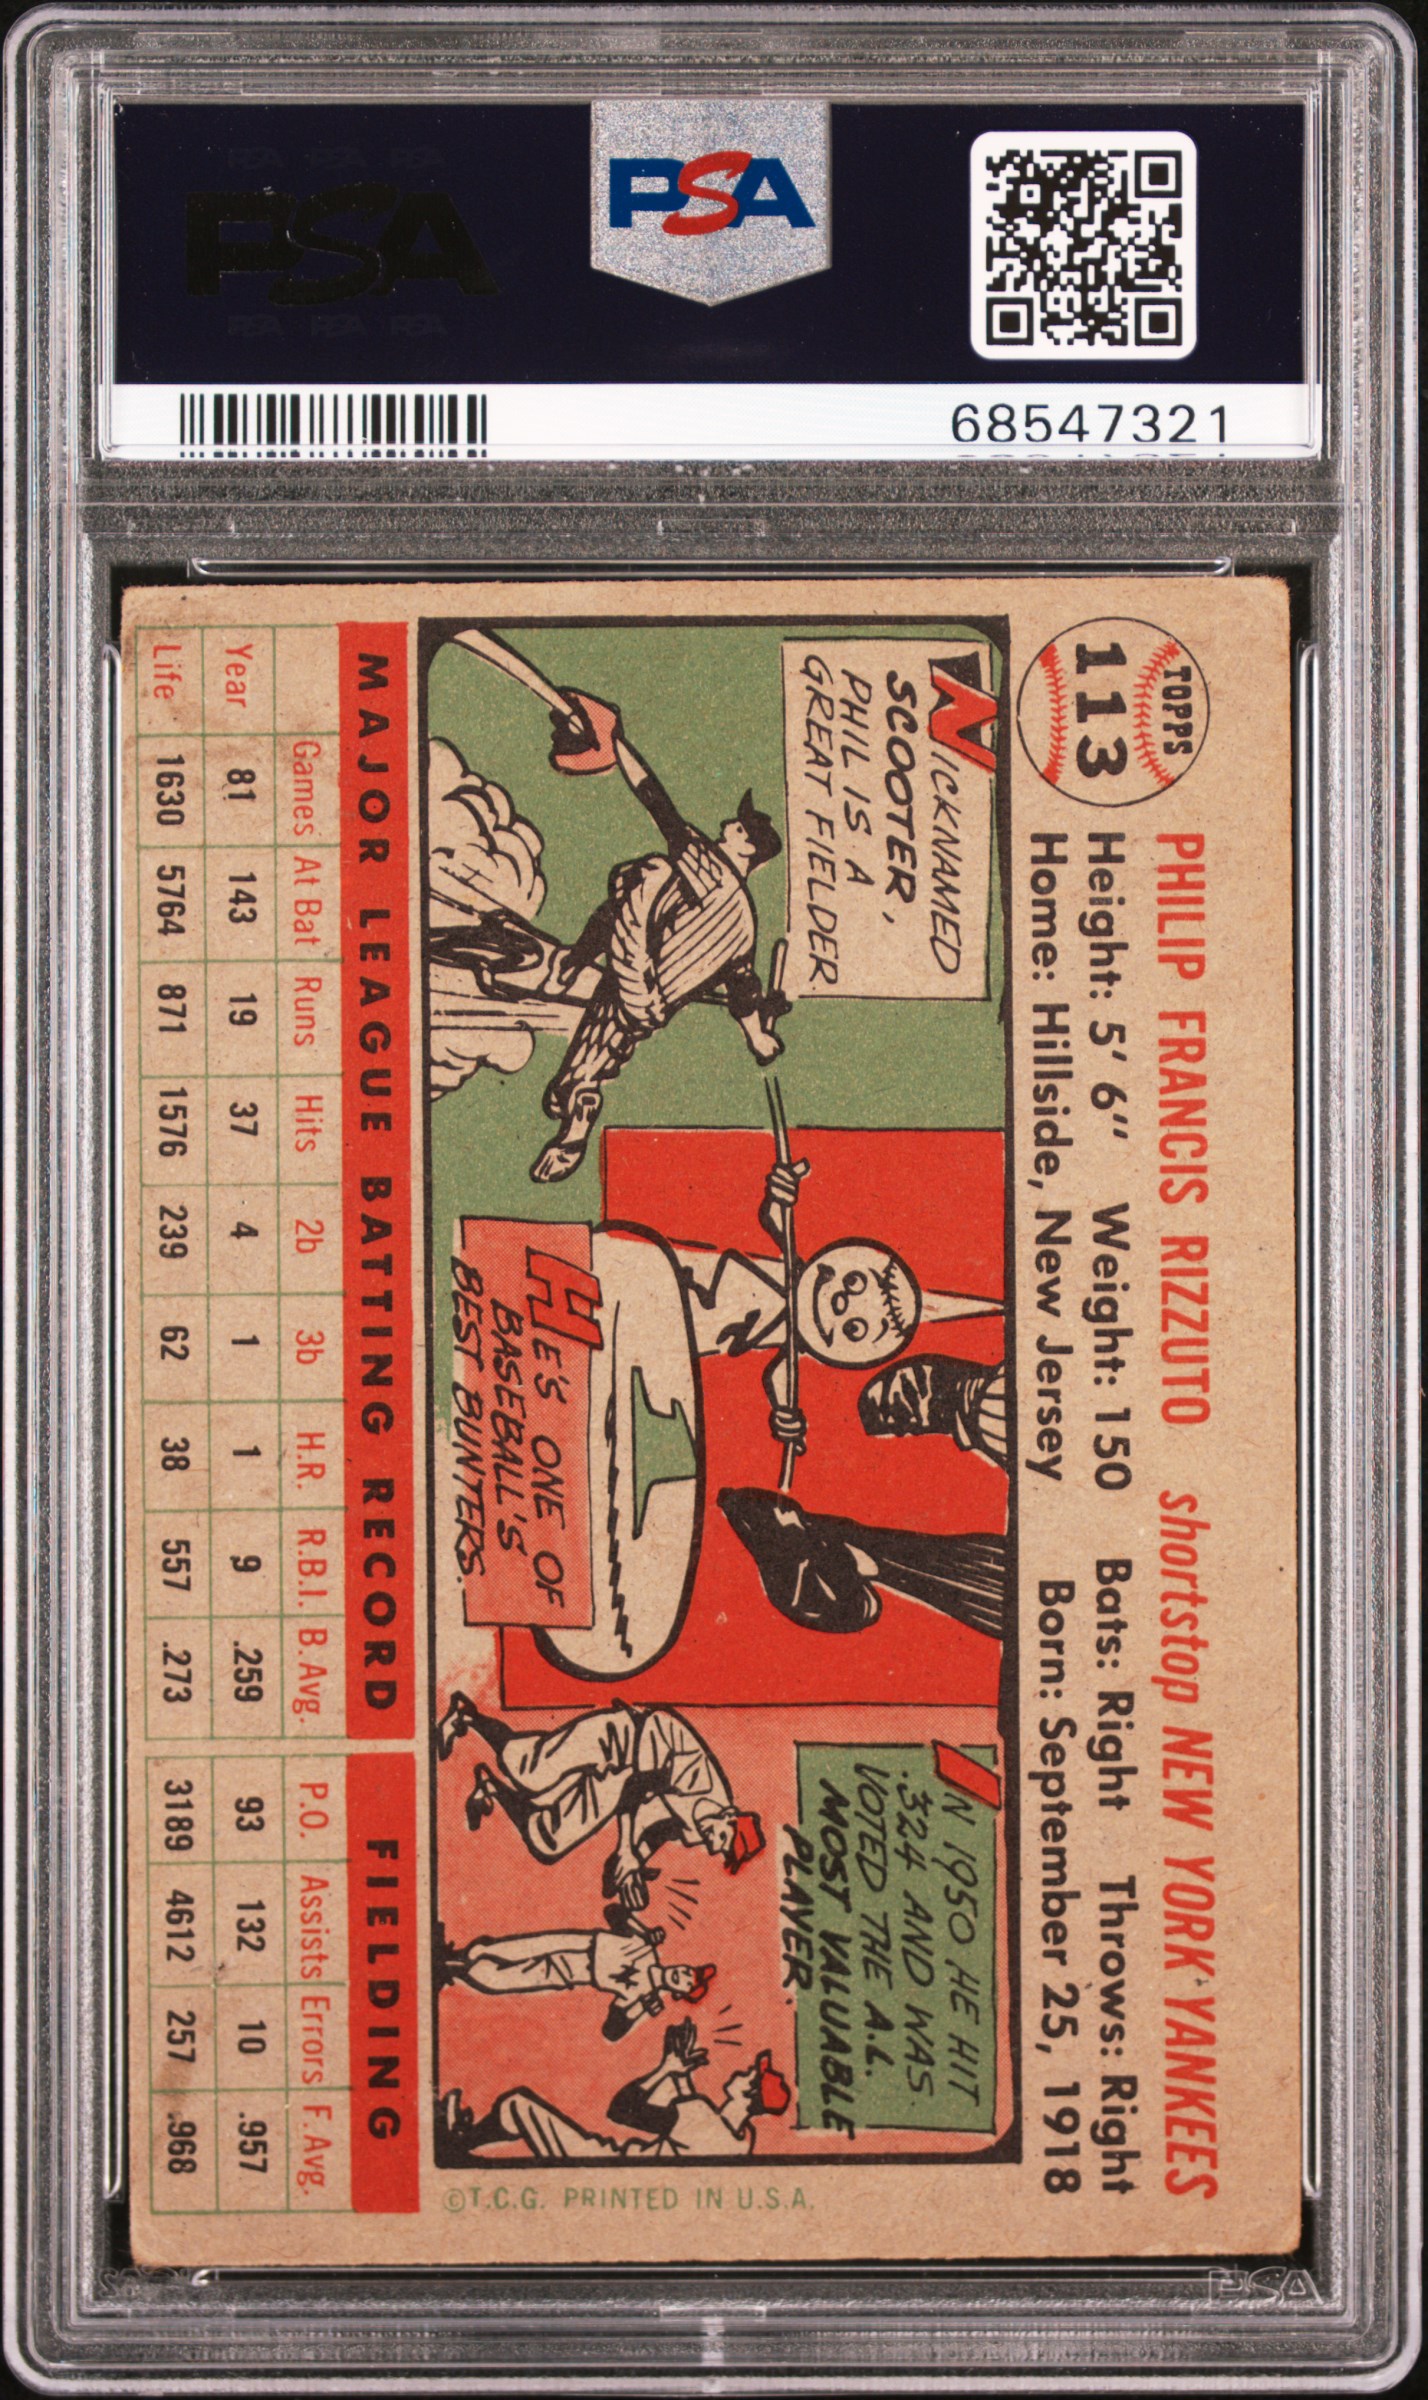 PSA
PSA
68547321
TOPPS
113
PHILIP FRANCIS RIZZUTO shortstop NEW YORK YANKEES
Height: 5' 6" Weight: 150 Bats: Right Throws: Right
Home: Hillside, New Jersey Born: September 25, 1918
NICKNAMED
SCOOTER,
PHIL IS A
GREAT FIELDER.
HE'S ONE OF
BASEBALL'S
BEST BUNTERS.
IN 1950 HE HIT
.324 AND WAS
VOTED THE A.L.
MOST VALUABLE
PLAYER.
©T.C.G. PRINTED IN U.S.A.
MAJOR LEAGUE BATTING RECORD FIELDING
Games At Bat Runs Hits 2b 3b H.R. R.B.I. B. Avg. P.O. Assists Errors F. Avg.
Year 81 143 19 37 4 1 1 9 .259 93 132 10 .957
Life 1630 5764 871 1576 239 62 38 557 .273 3189 4612 257 .968
PSA